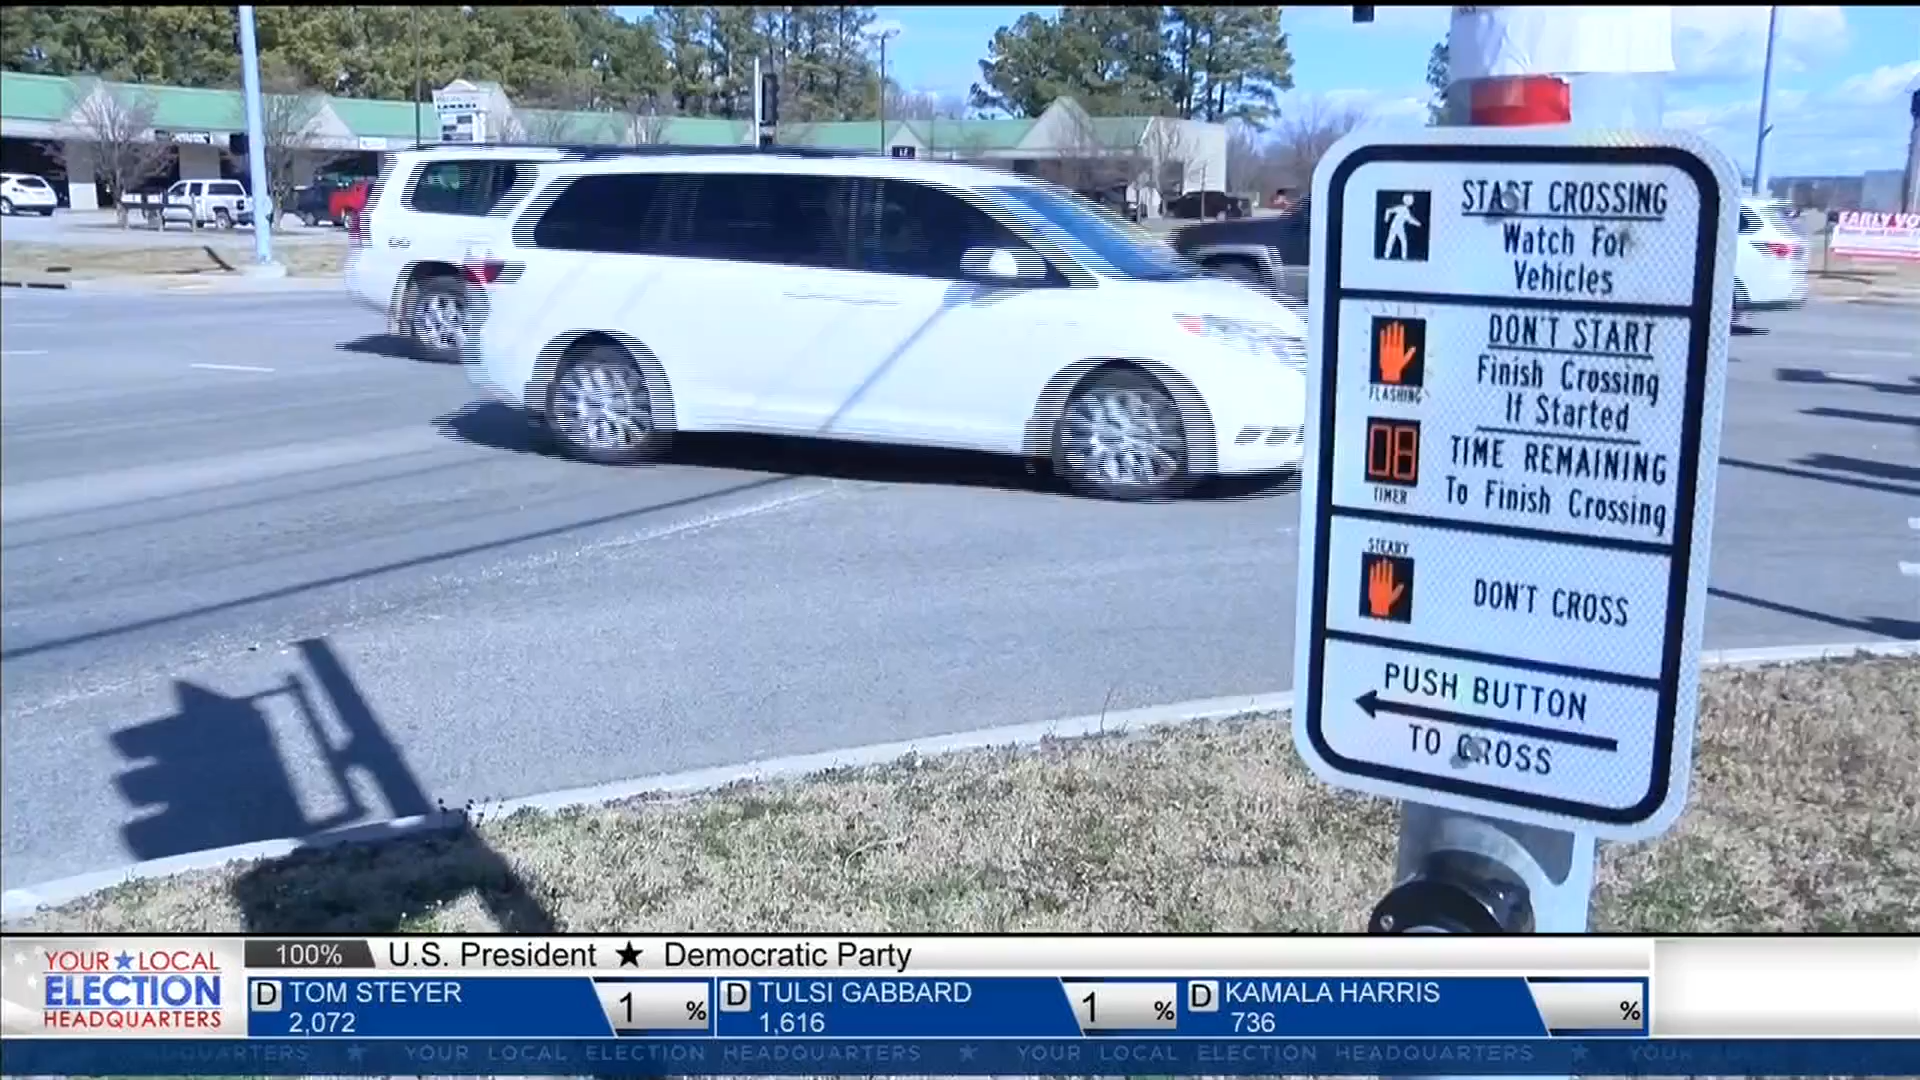 START CROSSING
Watch For
Vehicles
DON'T START
Finish Crossing
If Started
FLASHING
08
TIME REMAINING
To Finish Crossing
TIMER
STEADY
DON'T CROSS
PUSH BUTTON
TO CROSS
EARLY VO
YOUR LOCAL
ELECTION
HEADQUARTERS
100%
U.S. President ★ Democratic Party
D TOM STEYER
2,072
1 %
D TULSI GABBARD
1,616
1 %
D KAMALA HARRIS
736
%
DQUARTERS ★ YOUR LOCAL ELECTION HEADQUARTERS ★ YOUR LOCAL ELECTION HEADQUARTERS ★ YOUR